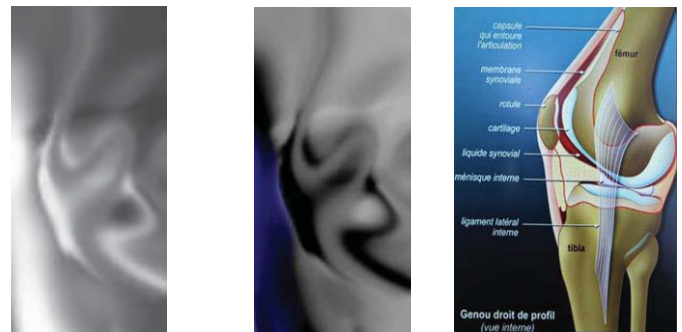 capsule
qui entoure
l'articulation
fémur
membrane
synoviale
rotule
cartilage
liquide synovial
ménisque interne
ligament latéral
interne
tibia
Genou droit de profil
(vue interne)